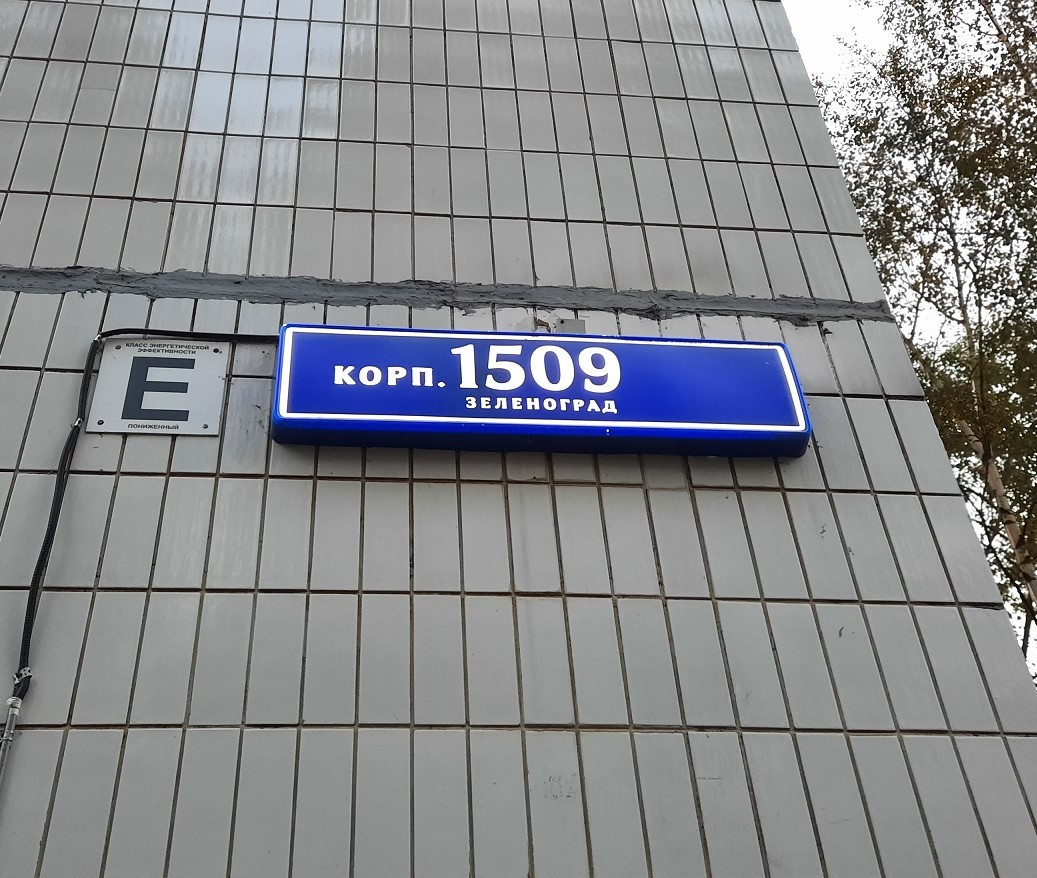 КЛАСС ЭНЕРГЕТИЧЕСКОЙ
ЭФФЕКТИВНОСТИ
E
ПОНИЖЕННЫЙ
КОРП. 1509
ЗЕЛЕНОГРАД